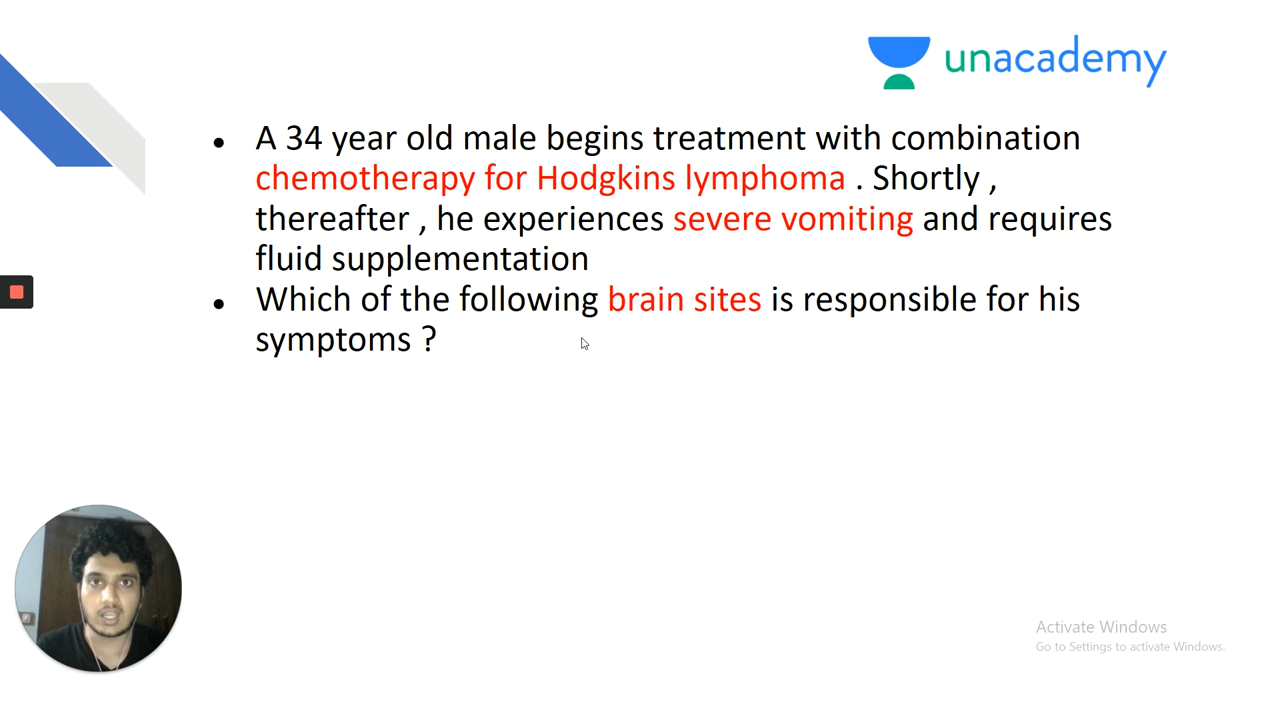 unacademy
A 34 year old male begins treatment with combination
chemotherapy for Hodgkins lymphoma . Shortly ,
thereafter , he experiences severe vomiting and requires
fluid supplementation
Which of the following brain sites is responsible for his
symptoms ?
Activate Windows
Go to Settings to activate Windows.